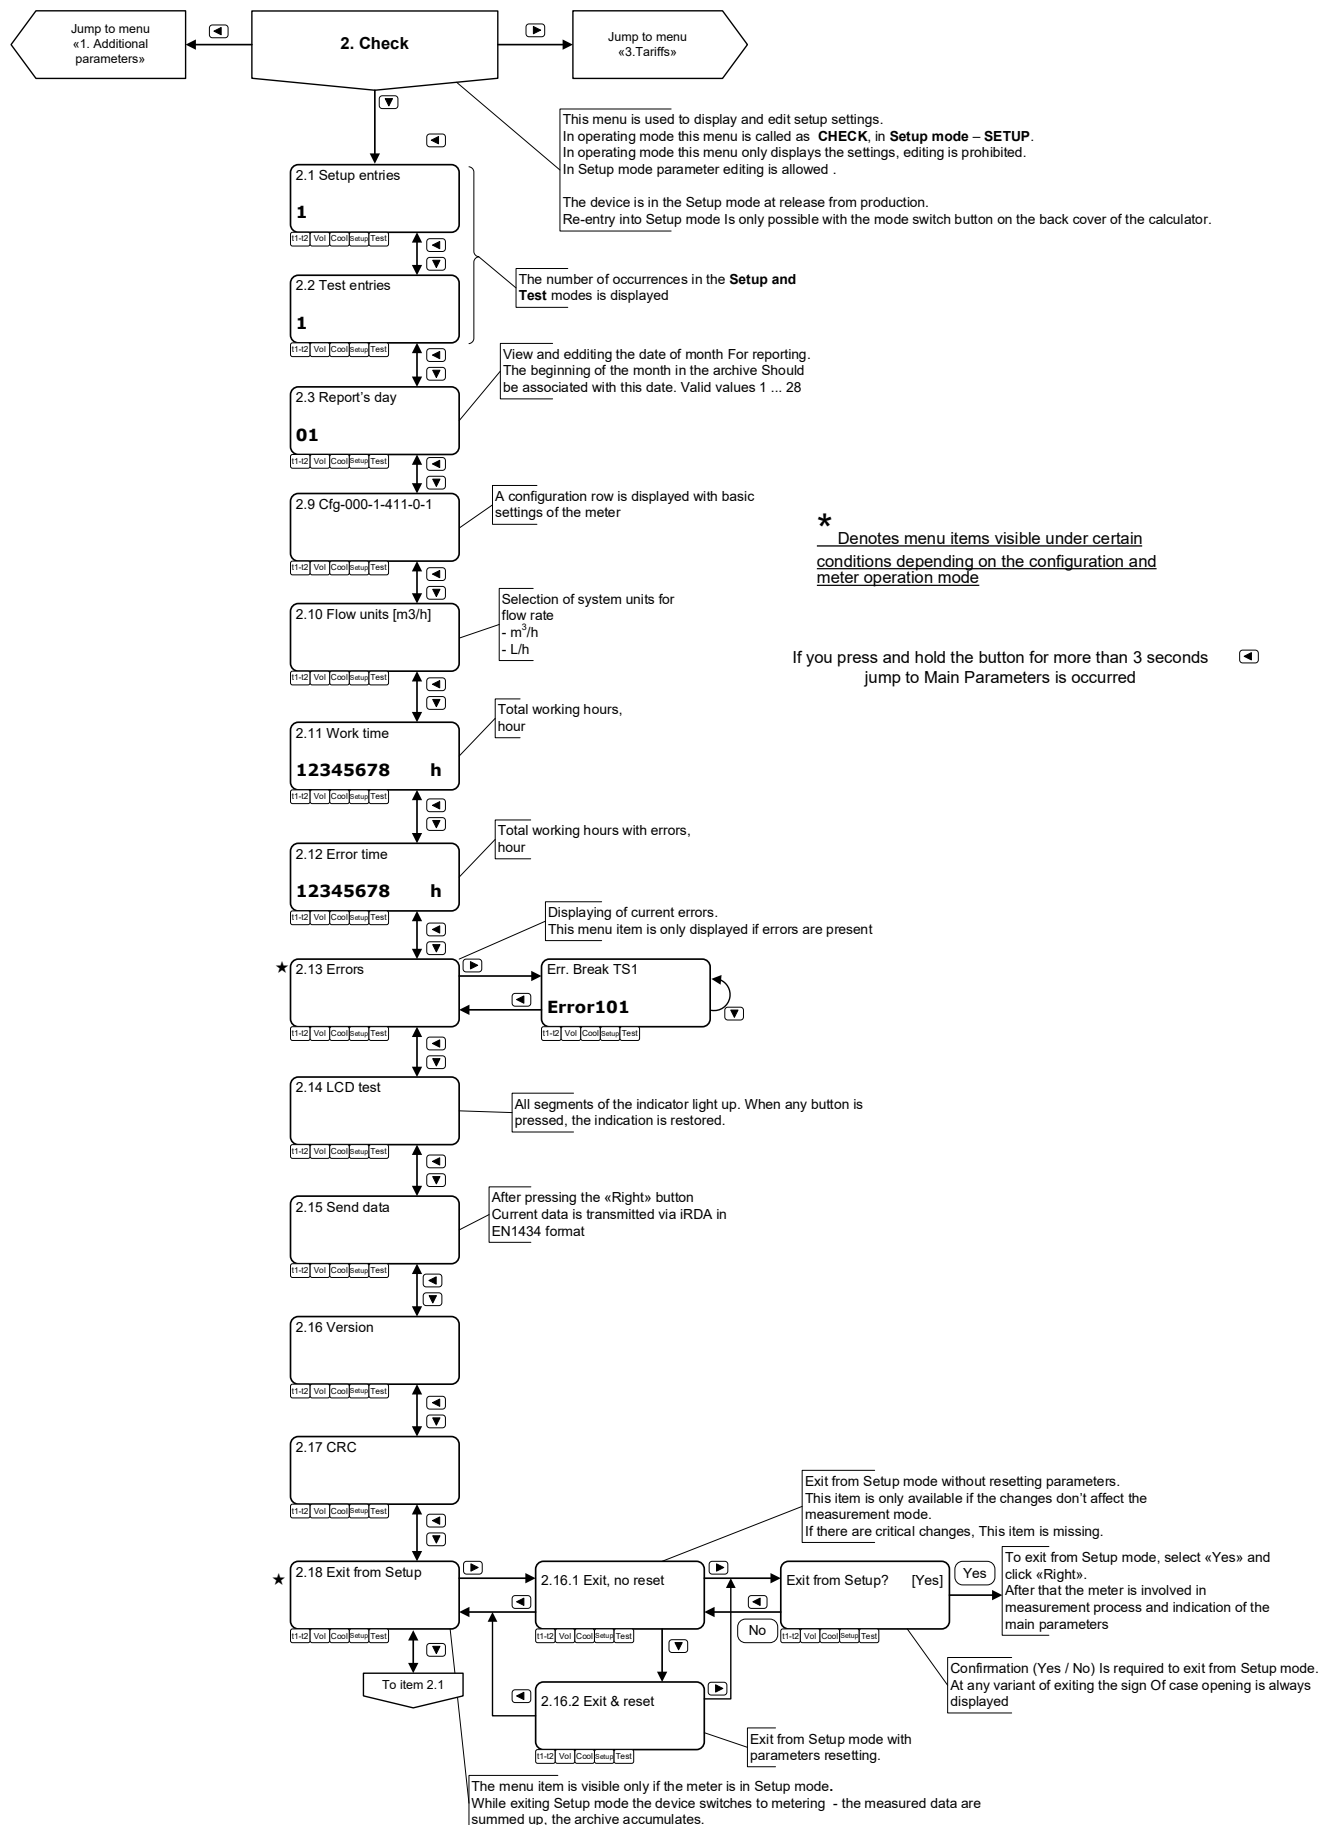 Jump to menu
«1. Additional
parameters»
2. Check
Jump to menu
«3.Tariffs»
This menu is used to display and edit setup settings.
In operating mode this menu is called as CHECK, in Setup mode – SETUP.
In operating mode this menu only displays the settings, editing is prohibited.
In Setup mode parameter editing is allowed .
The device is in the Setup mode at release from production.
Re-entry into Setup mode Is only possible with the mode switch button on the back cover of the calculator.
2.1 Setup entries
1
t1-t2 Vol Cool Setup Test
The number of occurrences in the Setup and
Test modes is displayed
2.2 Test entries
1
t1-t2 Vol Cool Setup Test
View and edditing the date of month For reporting.
The beginning of the month in the archive Should
be associated with this date. Valid values 1 ... 28
2.3 Report’s day
01
t1-t2 Vol Cool Setup Test
2.9 Cfg-000-1-411-0-1
t1-t2 Vol Cool Setup Test
A configuration row is displayed with basic
settings of the meter
*
Denotes menu items visible under certain
conditions depending on the configuration and
meter operation mode
2.10 Flow units [m3/h]
t1-t2 Vol Cool Setup Test
Selection of system units for
flow rate
- m³/h
- L/h
If you press and hold the button for more than 3 seconds
jump to Main Parameters is occurred
2.11 Work time
12345678 h
t1-t2 Vol Cool Setup Test
Total working hours,
hour
2.12 Error time
12345678 h
t1-t2 Vol Cool Setup Test
Total working hours with errors,
hour
Displaying of current errors.
This menu item is only displayed if errors are present
★ 2.13 Errors
t1-t2 Vol Cool Setup Test
Err. Break TS1
Error101
t1-t2 Vol Cool Setup Test
2.14 LCD test
t1-t2 Vol Cool Setup Test
All segments of the indicator light up. When any button is
pressed, the indication is restored.
2.15 Send data
t1-t2 Vol Cool Setup Test
After pressing the «Right» button
Current data is transmitted via iRDA in
EN1434 format
2.16 Version
t1-t2 Vol Cool Setup Test
2.17 CRC
t1-t2 Vol Cool Setup Test
Exit from Setup mode without resetting parameters.
This item is only available if the changes don’t affect the
measurement mode.
If there are critical changes, This item is missing.
★ 2.18 Exit from Setup
t1-t2 Vol Cool Setup Test
2.16.1 Exit, no reset
t1-t2 Vol Cool Setup Test
Exit from Setup? [Yes]
t1-t2 Vol Cool Setup Test
Yes
No
To exit from Setup mode, select «Yes» and
click «Right».
After that the meter is involved in
measurement process and indication of the
main parameters
To item 2.1
2.16.2 Exit & reset
t1-t2 Vol Cool Setup Test
Confirmation (Yes / No) Is required to exit from Setup mode.
At any variant of exiting the sign Of case opening is always
displayed
Exit from Setup mode with
parameters resetting.
The menu item is visible only if the meter is in Setup mode.
While exiting Setup mode the device switches to metering - the measured data are
summed up, the archive accumulates.